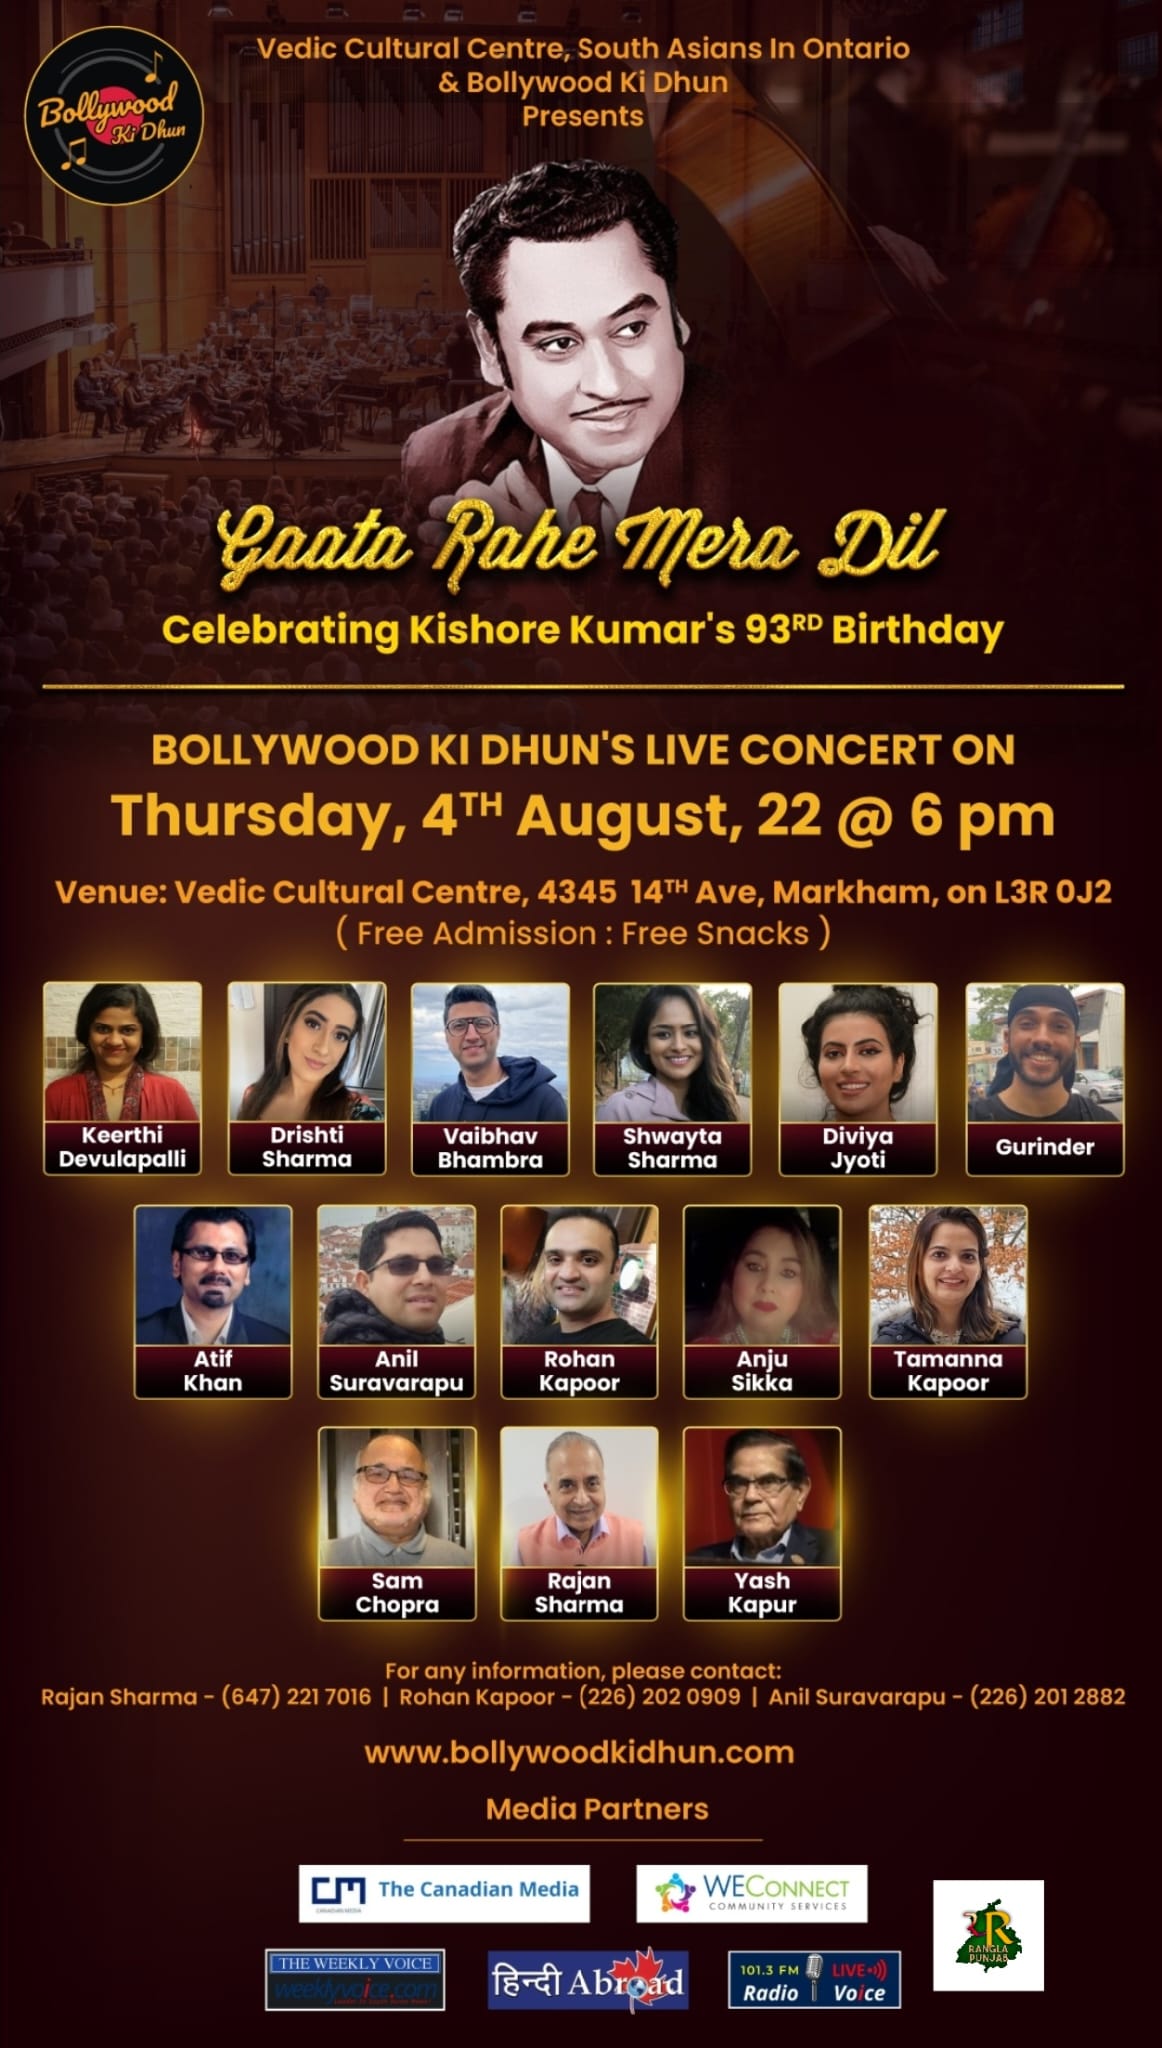 Bollywood
Ki Dhun
Vedic Cultural Centre, South Asians In Ontario
& Bollywood Ki Dhun
Presents
Gaata Rahe Mera Dil
Celebrating Kishore Kumar's 93RD Birthday
BOLLYWOOD KI DHUN'S LIVE CONCERT ON
Thursday, 4TH August, 22 @ 6 pm
Venue: Vedic Cultural Centre, 4345 14TH Ave, Markham, on L3R 0J2
( Free Admission : Free Snacks )
Keerthi
Devulapalli
Drishti
Sharma
Vaibhav
Bhambra
Shwayta
Sharma
Diviya
Jyoti
Gurinder
Atif
Khan
Anil
Suravarapu
Rohan
Kapoor
Anju
Sikka
Tamanna
Kapoor
Sam
Chopra
Rajan
Sharma
Yash
Kapur
For any information, please contact:
Rajan Sharma - (647) 221 7016 | Rohan Kapoor - (226) 202 0909 | Anil Suravarapu - (226) 201 2882
www.bollywoodkidhun.com
Media Partners
CM The Canadian Media
CANADIAN MEDIA
WECONNECT
COMMUNITY SERVICES
R
RANGLA
PUNJAB
THE WEEKLY VOICE
weeklyvoice.com
हिन्दी Abroad
101.3 FM LIVE
Radio Voice